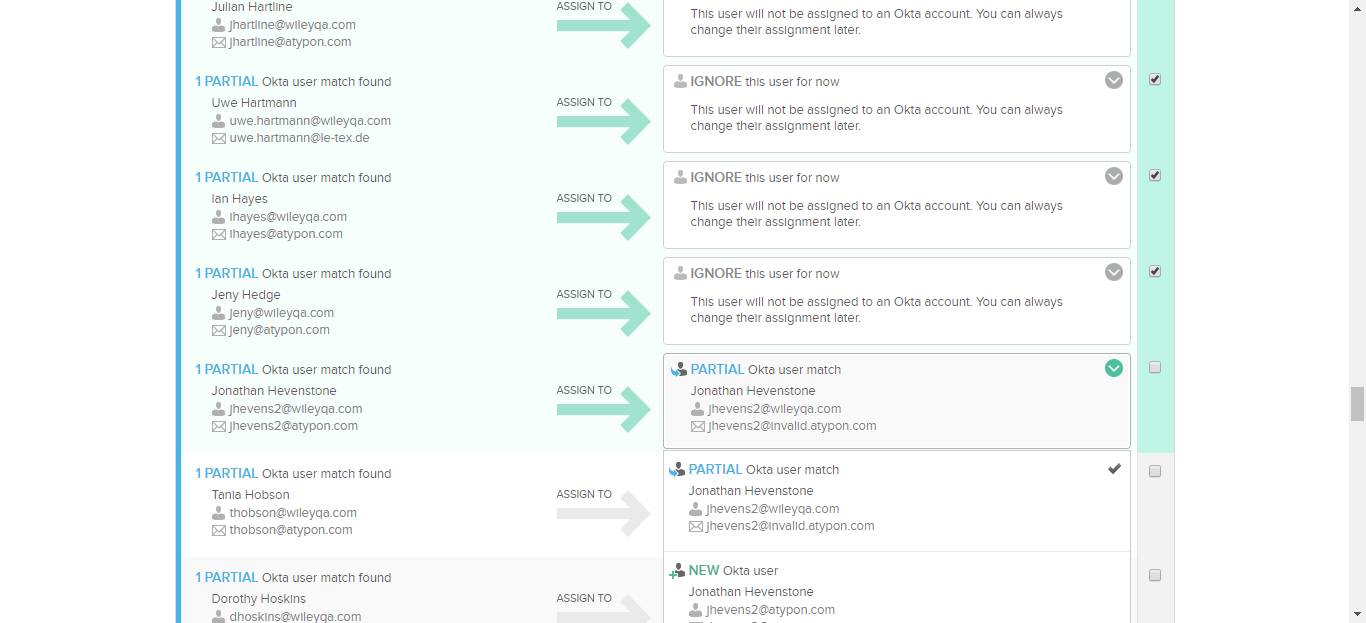 Julian Hartline
jhartline@wileyqa.com
jhartline@atypon.com
ASSIGN TO
This user will not be assigned to an Okta account. You can always
change their assignment later.
1 PARTIAL Okta user match found
Uwe Hartmann
uwe.hartmann@wileyqa.com
uwe.hartmann@le-tex.de
ASSIGN TO
IGNORE this user for now
This user will not be assigned to an Okta account. You can always
change their assignment later.
1 PARTIAL Okta user match found
Ian Hayes
ihayes@wileyqa.com
ihayes@atypon.com
ASSIGN TO
IGNORE this user for now
This user will not be assigned to an Okta account. You can always
change their assignment later.
1 PARTIAL Okta user match found
Jeny Hedge
jeny@wileyqa.com
jeny@atypon.com
ASSIGN TO
IGNORE this user for now
This user will not be assigned to an Okta account. You can always
change their assignment later.
1 PARTIAL Okta user match found
Jonathan Hevenstone
jhevens2@wileyqa.com
jhevens2@atypon.com
ASSIGN TO
PARTIAL Okta user match
Jonathan Hevenstone
jhevens2@wileyqa.com
jhevens2@invalid.atypon.com
1 PARTIAL Okta user match found
Tania Hobson
thobson@wileyqa.com
thobson@atypon.com
ASSIGN TO
PARTIAL Okta user match
Jonathan Hevenstone
jhevens2@wileyqa.com
jhevens2@invalid.atypon.com
1 PARTIAL Okta user match found
Dorothy Hoskins
dhoskins@wileyqa.com
ASSIGN TO
NEW Okta user
Jonathan Hevenstone
jhevens2@atypon.com